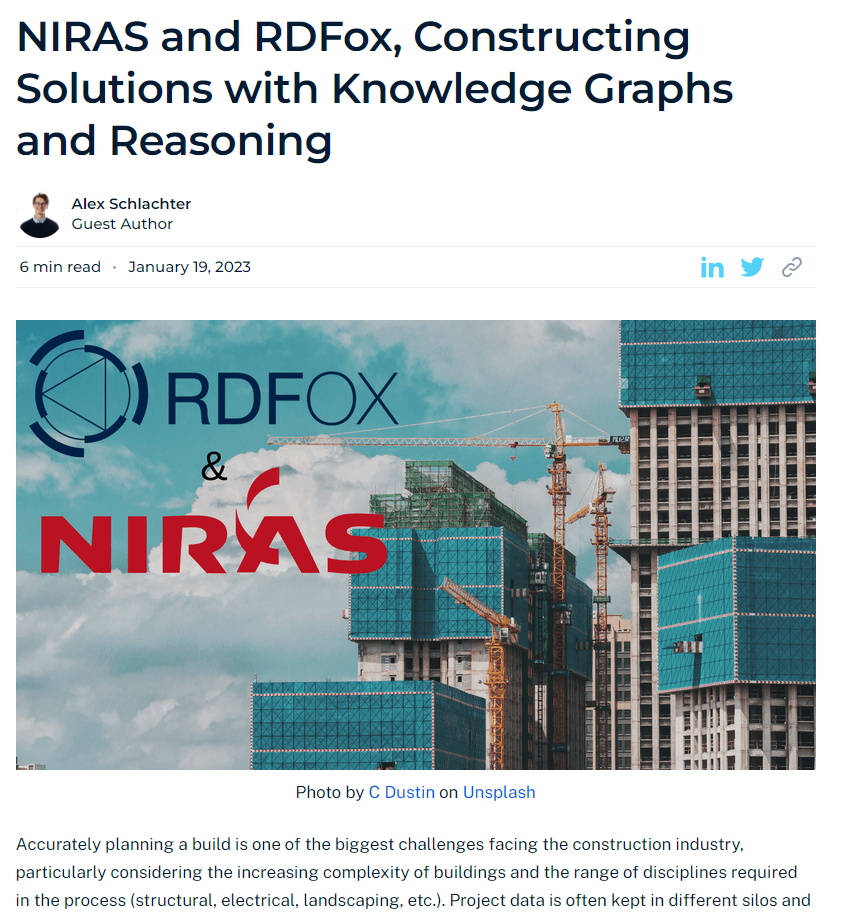 NIRAS and RDFox, Constructing
Solutions with Knowledge Graphs
and Reasoning
Alex Schlachter
Guest Author
6 min read • January 19, 2023
in
RDFOX
&
NIRAS
Photo by C Dustin on Unsplash
Accurately planning a build is one of the biggest challenges facing the construction industry,
particularly considering the increasing complexity of buildings and the range of disciplines required
in the process (structural, electrical, landscaping, etc.). Project data is often kept in different silos and